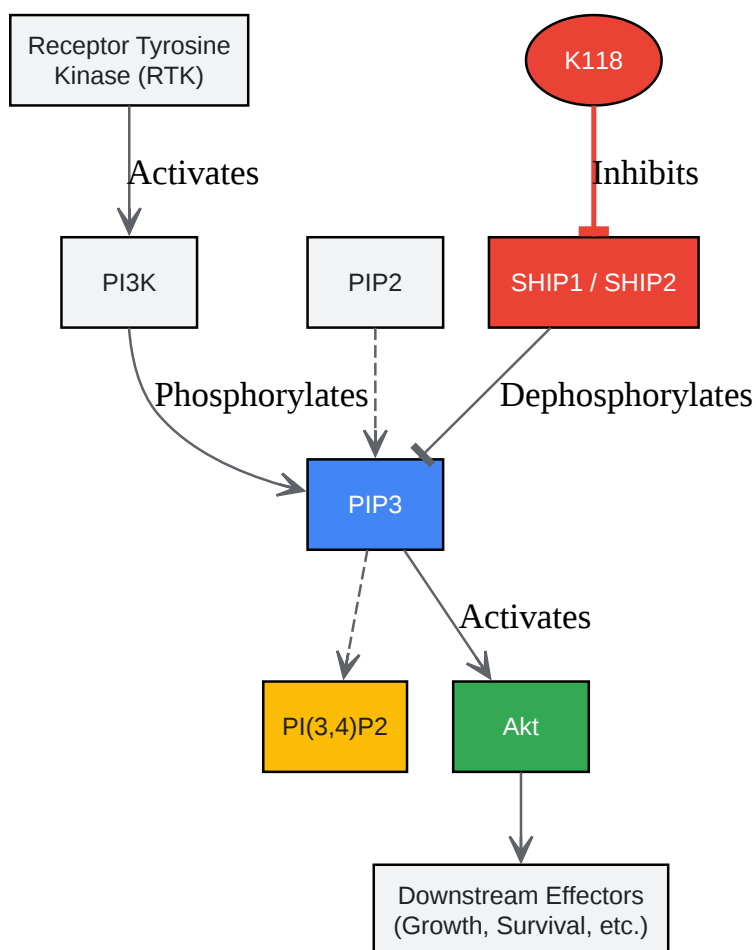 Receptor Tyrosine
Kinase (RTK)
K118
Activates
Inhibits
PI3K
PIP2
SHIP1 / SHIP2
Phosphorylates
Dephosphorylates
PIP3
Activates
PI(3,4)P2
Akt
Downstream Effectors
(Growth, Survival, etc.)